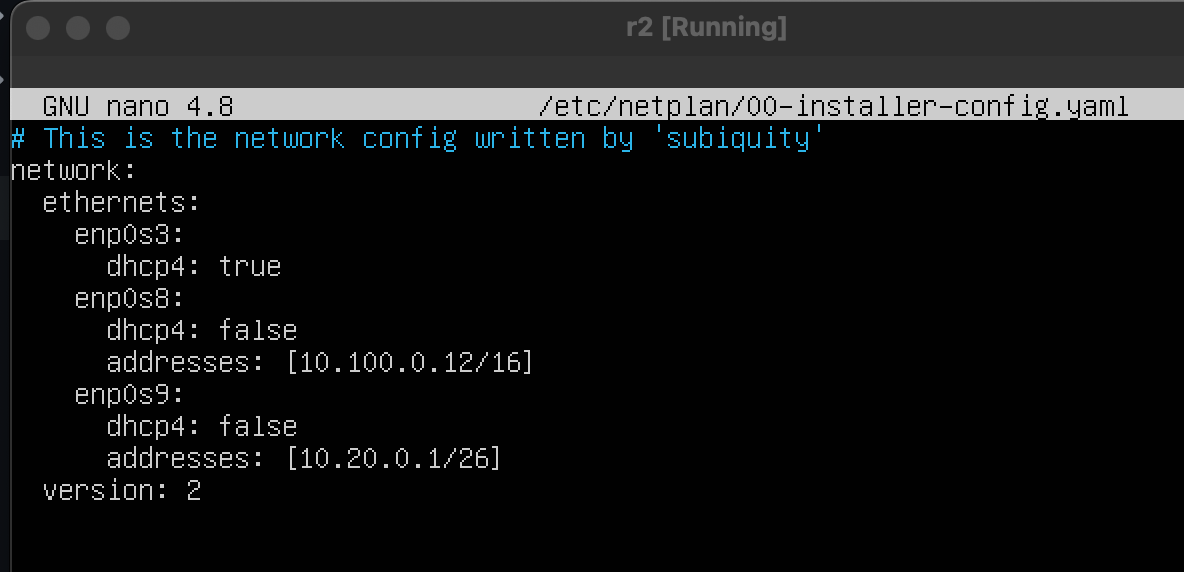 r2 [Running]
GNU nano 4.8 /etc/netplan/00-installer-config.yaml
# This is the network config written by 'subiquity'
network:
  ethernets:
    enp0s3:
      dhcp4: true
    enp0s8:
      dhcp4: false
      addresses: [10.100.0.12/16]
    enp0s9:
      dhcp4: false
      addresses: [10.20.0.1/26]
  version: 2